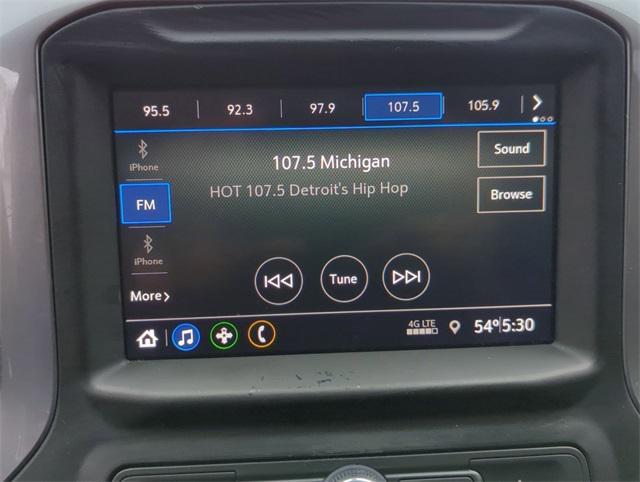 95.5 92.3 97.9 107.5 105.9
iPhone
107.5 Michigan
Sound
HOT 107.5 Detroit's Hip Hop
FM
Browse
iPhone
Tune
More
4G LTE 54° 5:30